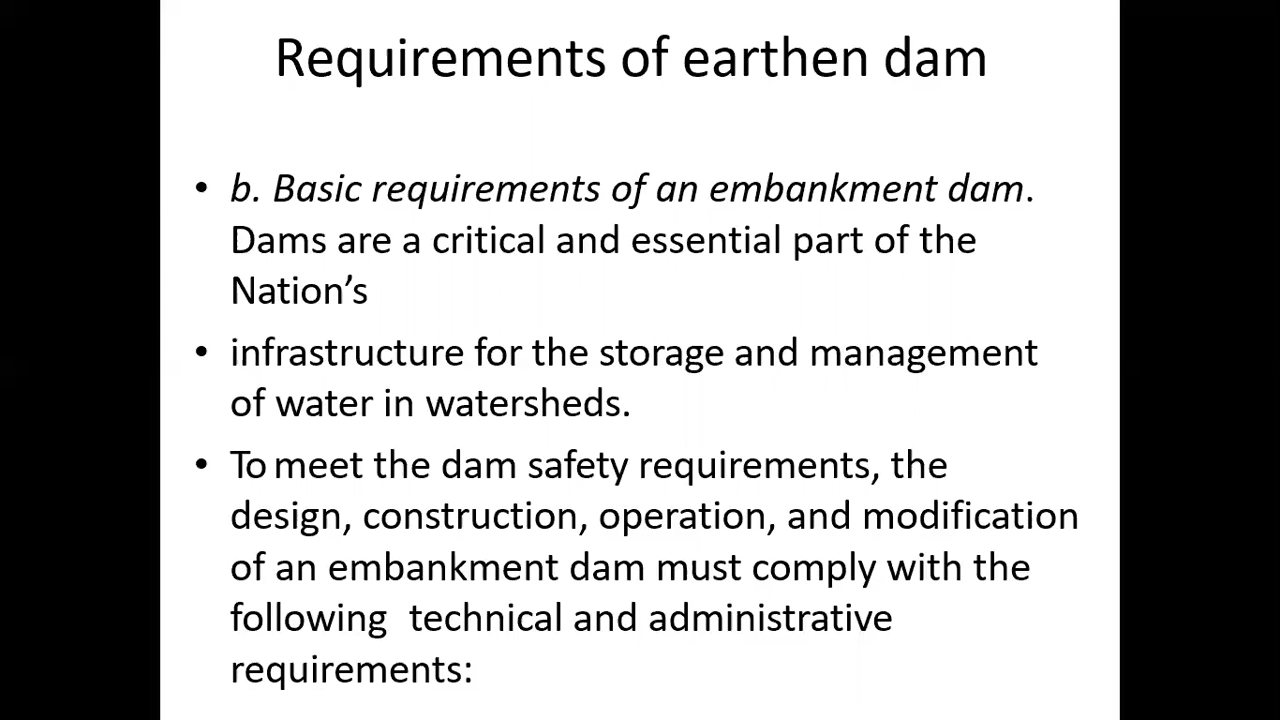 Requirements of earthen dam
• b. Basic requirements of an embankment dam.
Dams are a critical and essential part of the
Nation’s
• infrastructure for the storage and management
of water in watersheds.
• To meet the dam safety requirements, the
design, construction, operation, and modification
of an embankment dam must comply with the
following  technical and administrative
requirements: